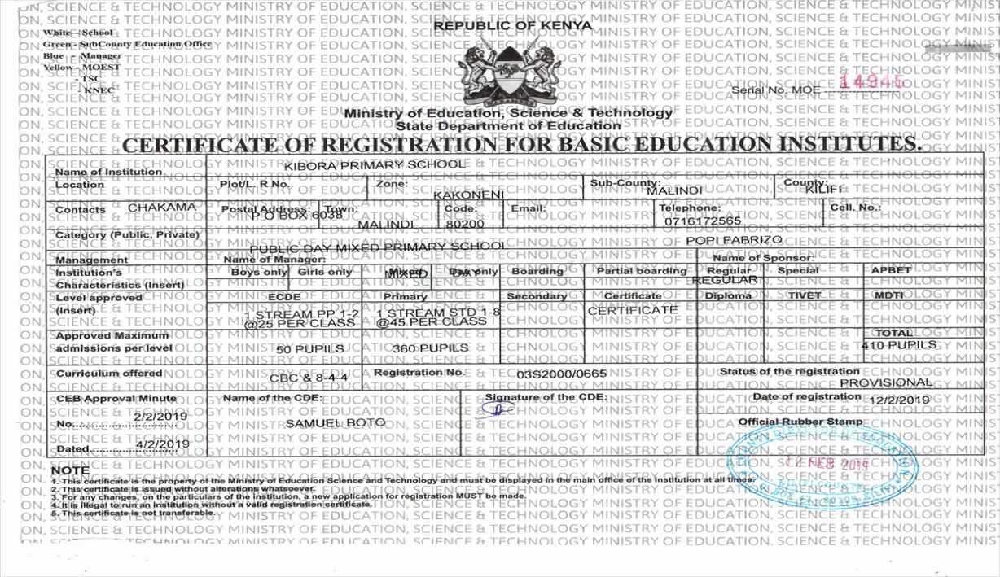 White - School
Green - SubCounty Education Office
Blue - Manager
Yellow - MOEST
- TSC
- KNEC
REPUBLIC OF KENYA
Serial No. MOE 14945
Ministry of Education, Science & Technology
State Department of Education
CERTIFICATE OF REGISTRATION FOR BASIC EDUCATION INSTITUTES.
Name of Institution KIBORA PRIMARY SCHOOL
Location Plot/L. R No. Zone: KAKONENI Sub-County: MALINDI County: KILIFI
Contacts CHAKAMA Postal Address: P O BOX 6038 Town: MALINDI Code: 80200 Email: Telephone: 0716172565 Cell. No.:
Category (Public, Private) PUBLIC DAY MIXED PRIMARY SCHOOL POPI FABRIZO
Management Name of Manager: Name of Sponsor:
Institution's Characteristics (Insert) Boys only Girls only Mixed MIXED Day only DAY Boarding Partial boarding Regular REGULAR Special APBET
Level approved (Insert) ECDE Primary Secondary Certificate Diploma TIVET MDTI
1 STREAM PP 1-2 1 STREAM STD 1-8 CERTIFICATE
@25 PER CLASS @45 PER CLASS
TOTAL
Approved Maximum admissions per level 50 PUPILS 360 PUPILS 410 PUPILS
Curriculum offered CBC & 8-4-4 Registration No. 03S2000/0665 Status of the registration PROVISIONAL
CEB Approval Minute Name of the CDE: Signature of the CDE: Date of registration 12/2/2019
No. 2/2/2019 SAMUEL BOTO Official Rubber Stamp
Dated 4/2/2019
COUNTY DIRECTOR OF EDUCATION
12 FEB 2019
KILIFI COUNTY
NOTE
1. This certificate is the property of the Ministry of Education Science and Technology and must be displayed in the main office of the institution at all times.
2. This certificate is issued without alterations whatsoever.
3. For any changes, on the particulars of the institution, a new application for registration MUST be made.
4. It is illegal to run an institution without a valid registration certificate.
5. This certificate is not transferable.